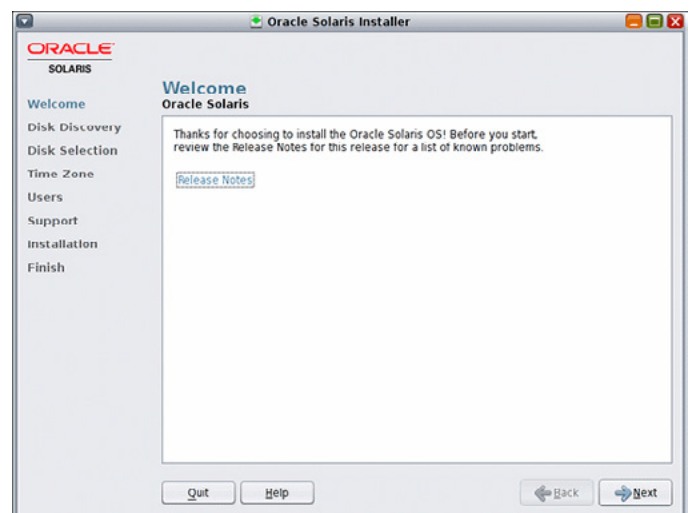 Oracle Solaris Installer
ORACLE
SOLARIS
Welcome
Disk Discovery
Disk Selection
Time Zone
Users
Support
Installation
Finish
Welcome
Oracle Solaris
Thanks for choosing to install the Oracle Solaris OS! Before you start,
review the Release Notes for this release for a list of known problems.
Release Notes
Quit
Help
Back
Next